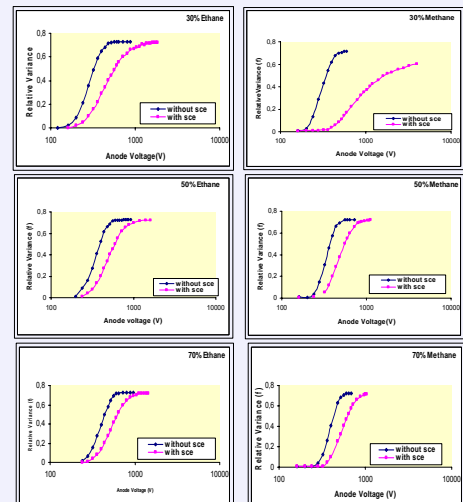 30%Ethane
Relative Variance
0,8
0,6
0,4
0,2
0
100
1000
10000
without sce
with sce
Anode Voltage(V)
30%Methane
Relative Variance (f)
0,8
0,6
0,4
0,2
0
100
1000
10000
without sce
with sce
Anode Voltage (V)
50%Ethane
Relative Variance (f)
0,8
0,6
0,4
0,2
0
100
1000
10000
without sce
with sce
Anode voltage (V)
50%Methane
Relative Variance (f)
0,8
0,6
0,4
0,2
0
100
1000
10000
without sce
with sce
Anode Voltage (V)
70%Ethane
Relative Variance (f)
0,8
0,6
0,4
0,2
0
100
1000
10000
without sce
with sce
Anode Voltage (V)
70%Methane
Relative Variance (f)
0,8
0,6
0,4
0,2
0
100
1000
10000
without sce
with sce
Anode Voltage (V)